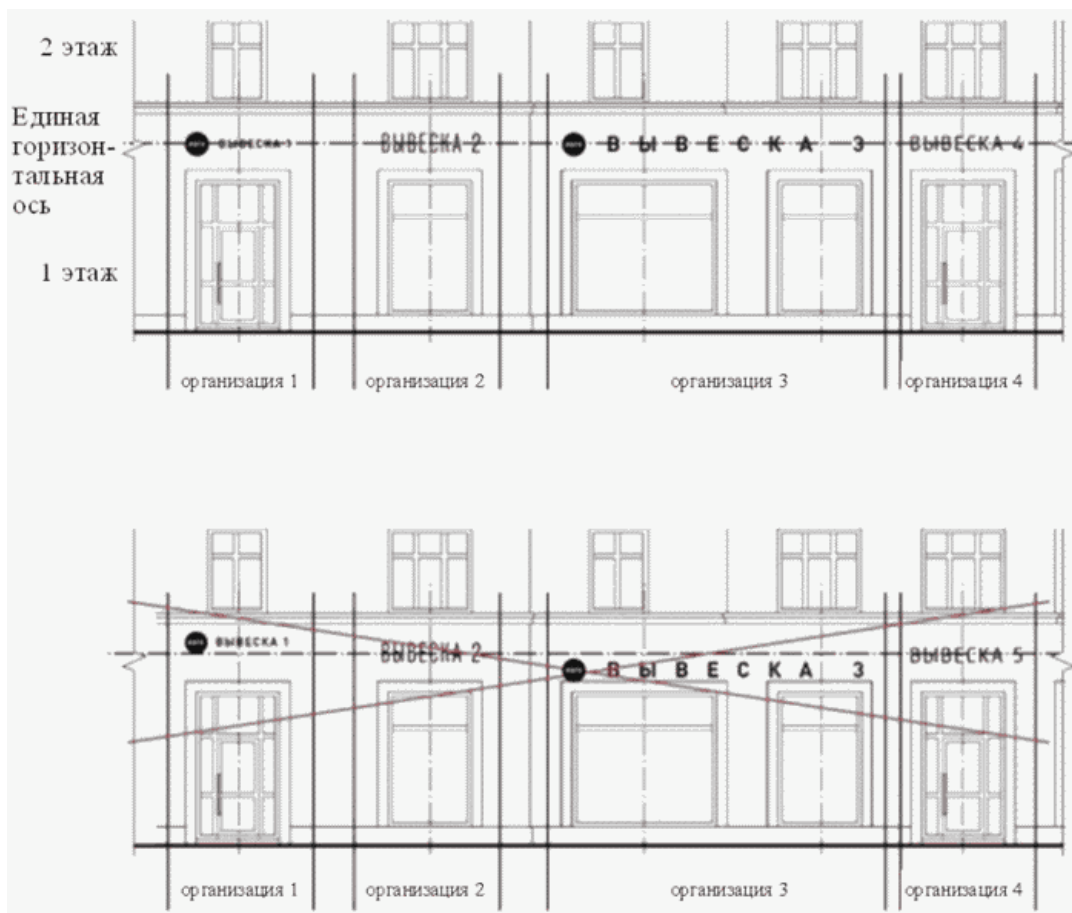 2 этаж
Единая
горизон-
тальная
ось
ВЫВЕСКА 1
ВЫВЕСКА 2
ВЫВЕСКА 3
ВЫВЕСКА 4
1 этаж
организация 1
организация 2
организация 3
организация 4
ВЫВЕСКА 1
ВЫВЕСКА 2
ВЫВЕСКА 3
ВЫВЕСКА 5
организация 1
организация 2
организация 3
организация 4